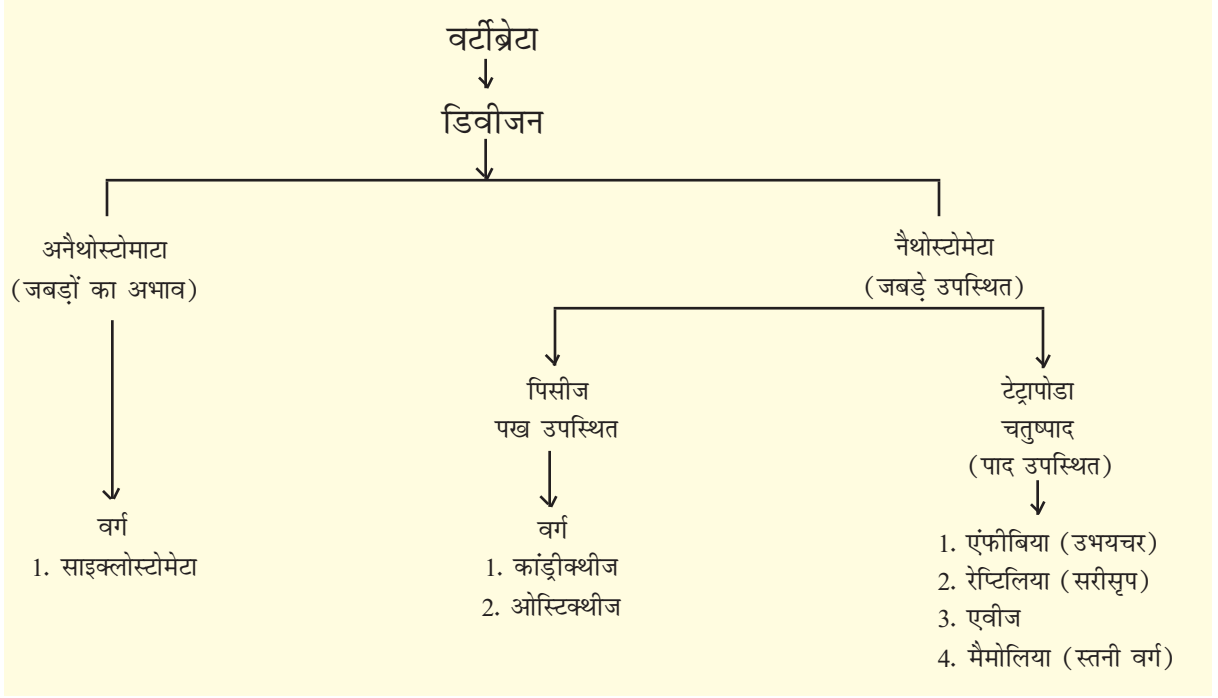 वर्टीब्रेटा
डिवीजन
अनैथोस्टोमाटा
(जबड़ों का अभाव)
नैथोस्टोमेटा
(जबड़े उपस्थित)
पिसीज
पख उपस्थित
टेट्रापोडा
चतुष्पाद
(पाद उपस्थित)
वर्ग
1. साइक्लोस्टोमेटा
वर्ग
1. कांड्रीक्थीज
2. ओस्टिक्थीज
1. एंफीबिया (उभयचर)
2. रेप्टिलिया (सरीसृप)
3. एवीज
4. मैमोलिया (स्तनी वर्ग)